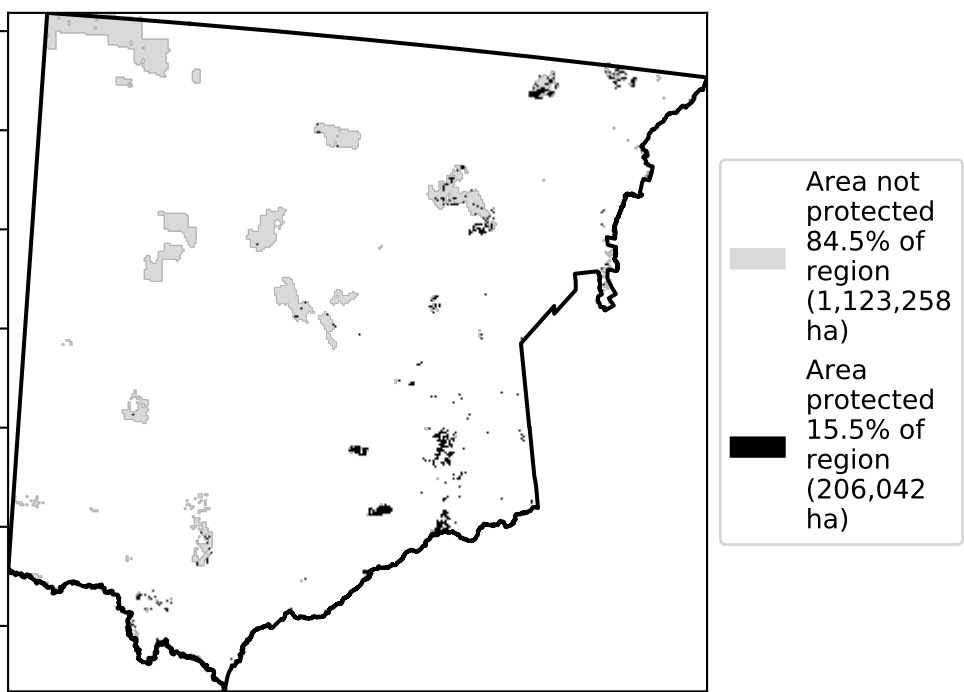 Area not
protected
84.5% of
region
(1,123,258
ha)
Area
protected
15.5% of
region
(206,042
ha)